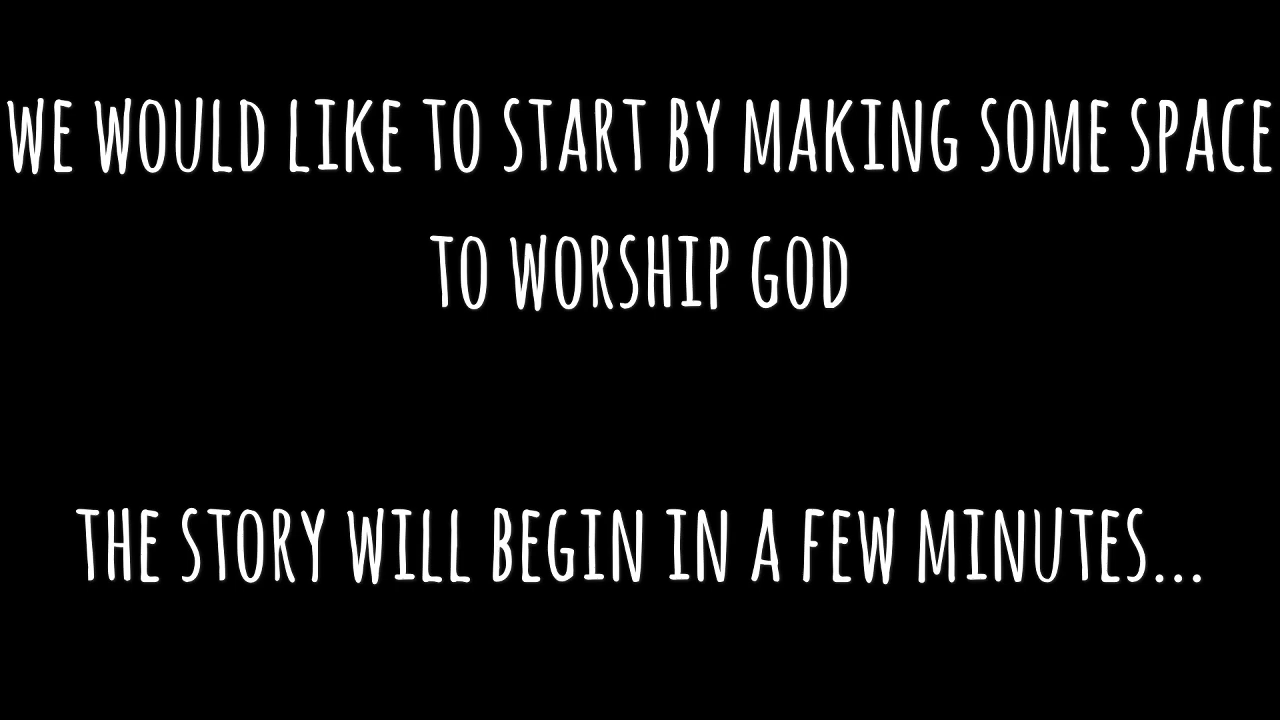 WE WOULD LIKE TO START BY MAKING SOME SPACE
TO WORSHIP GOD
THE STORY WILL BEGIN IN A FEW MINUTES...